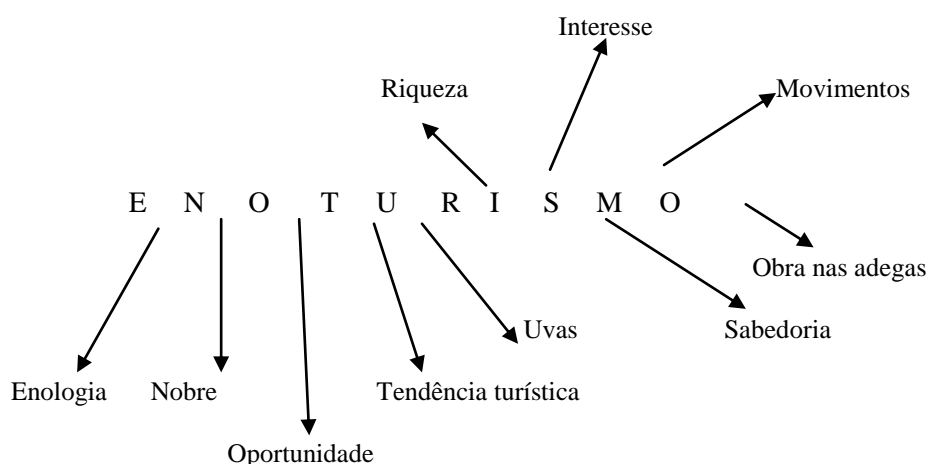 Interesse
Riqueza
Movimentos
E N O T U R I S M O
Obra nas adegas
Uvas
Sabedoria
Enologia
Nobre
Tendência turística
Oportunidade